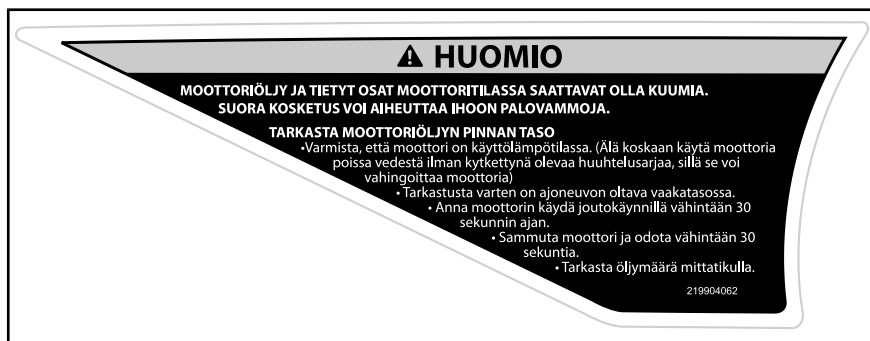 ⚠ HUOMIO
MOOTTORIÖLJY JA TIETYT OSAT MOOTTORITILASSA SAATTAVAT OLLA KUUMIA.
SUORA KOSKETUS VOI AIHEUTTAA IHOON PALOVAMMOJA.
TARKASTA MOOTTORIÖLJYN PINNAN TASO
•Varmista, että moottori on käyttölämpötilassa. (Älä koskaan käytä moottoria
poissa vedestä ilman kytkettynä olevaa huuhtelusarjaa, sillä se voi
vahingoittaa moottoria)
• Tarkastusta varten on ajoneuvon oltava vaakatasossa.
• Anna moottorin käydä joutokäynnillä vähintään 30
sekunnin ajan.
• Sammuta moottori ja odota vähintään 30
sekuntia.
• Tarkasta öljymäärä mittatikulla.
219904062